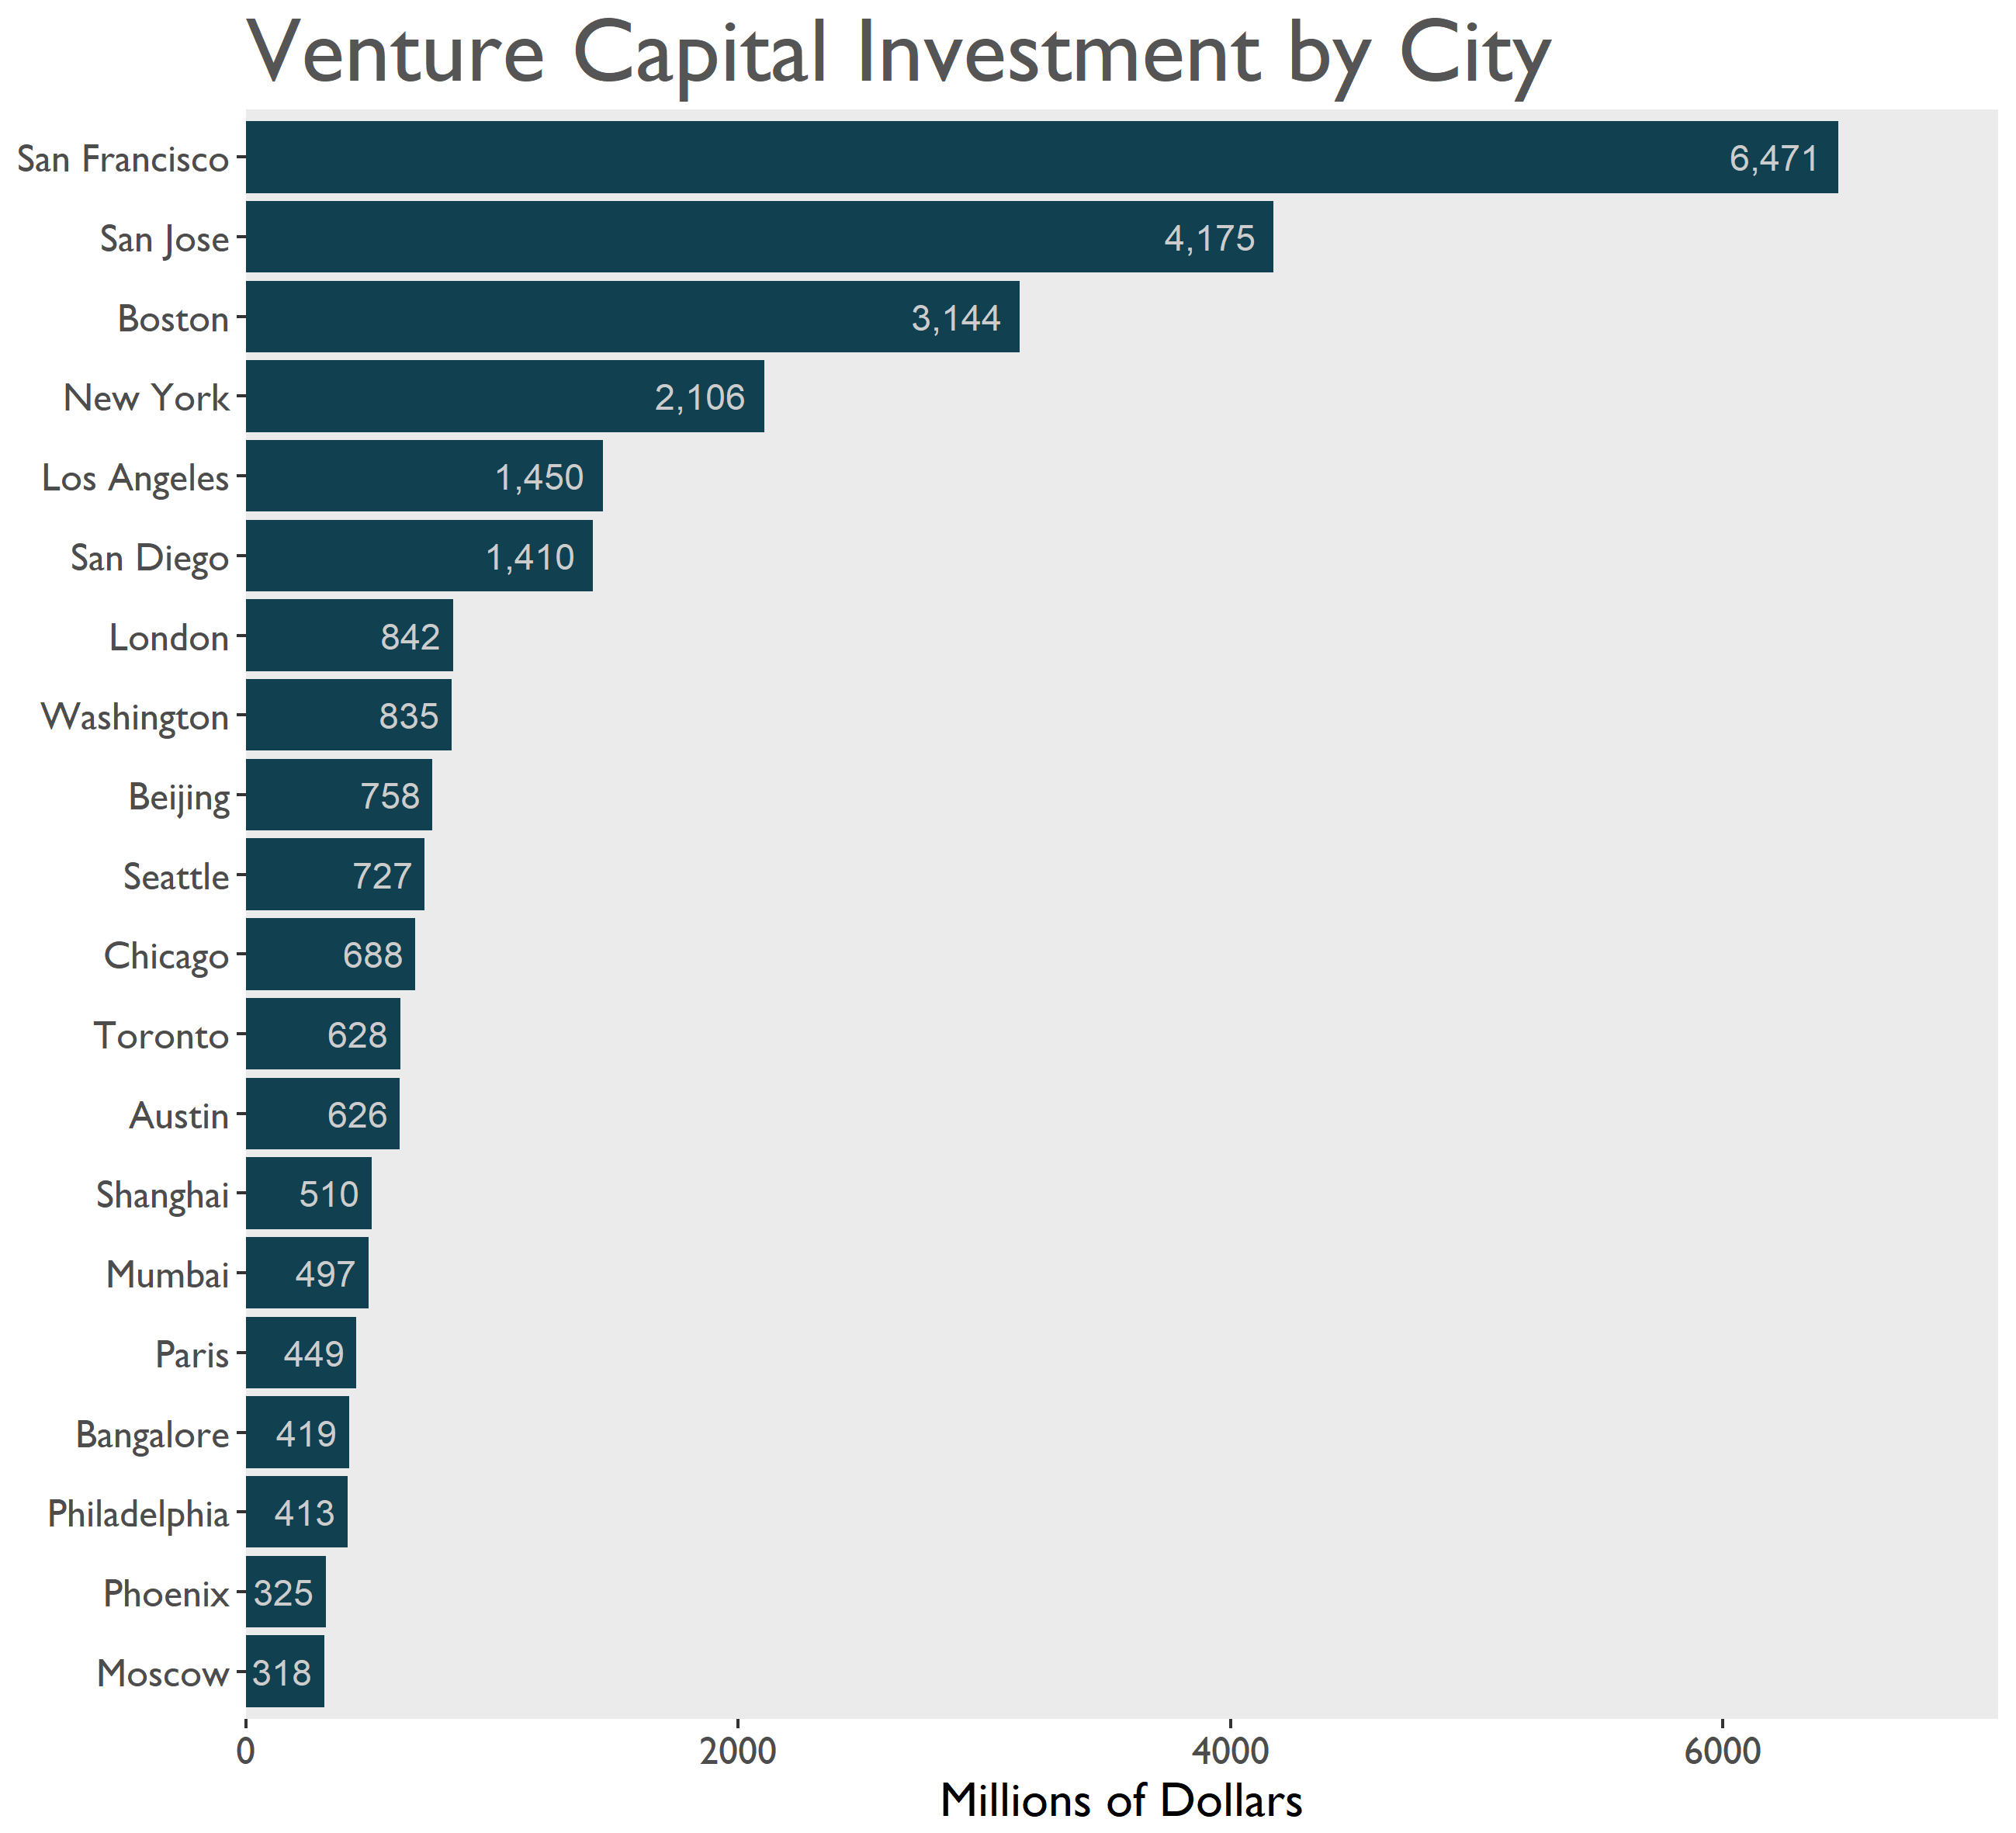 Venture Capital Investment by City
San Francisco 6,471
San Jose 4,175
Boston 3,144
New York 2,106
Los Angeles 1,450
San Diego 1,410
London 842
Washington 835
Beijing 758
Seattle 727
Chicago 688
Toronto 628
Austin 626
Shanghai 510
Mumbai 497
Paris 449
Bangalore 419
Philadelphia 413
Phoenix 325
Moscow 318
0 2000 4000 6000
Millions of Dollars